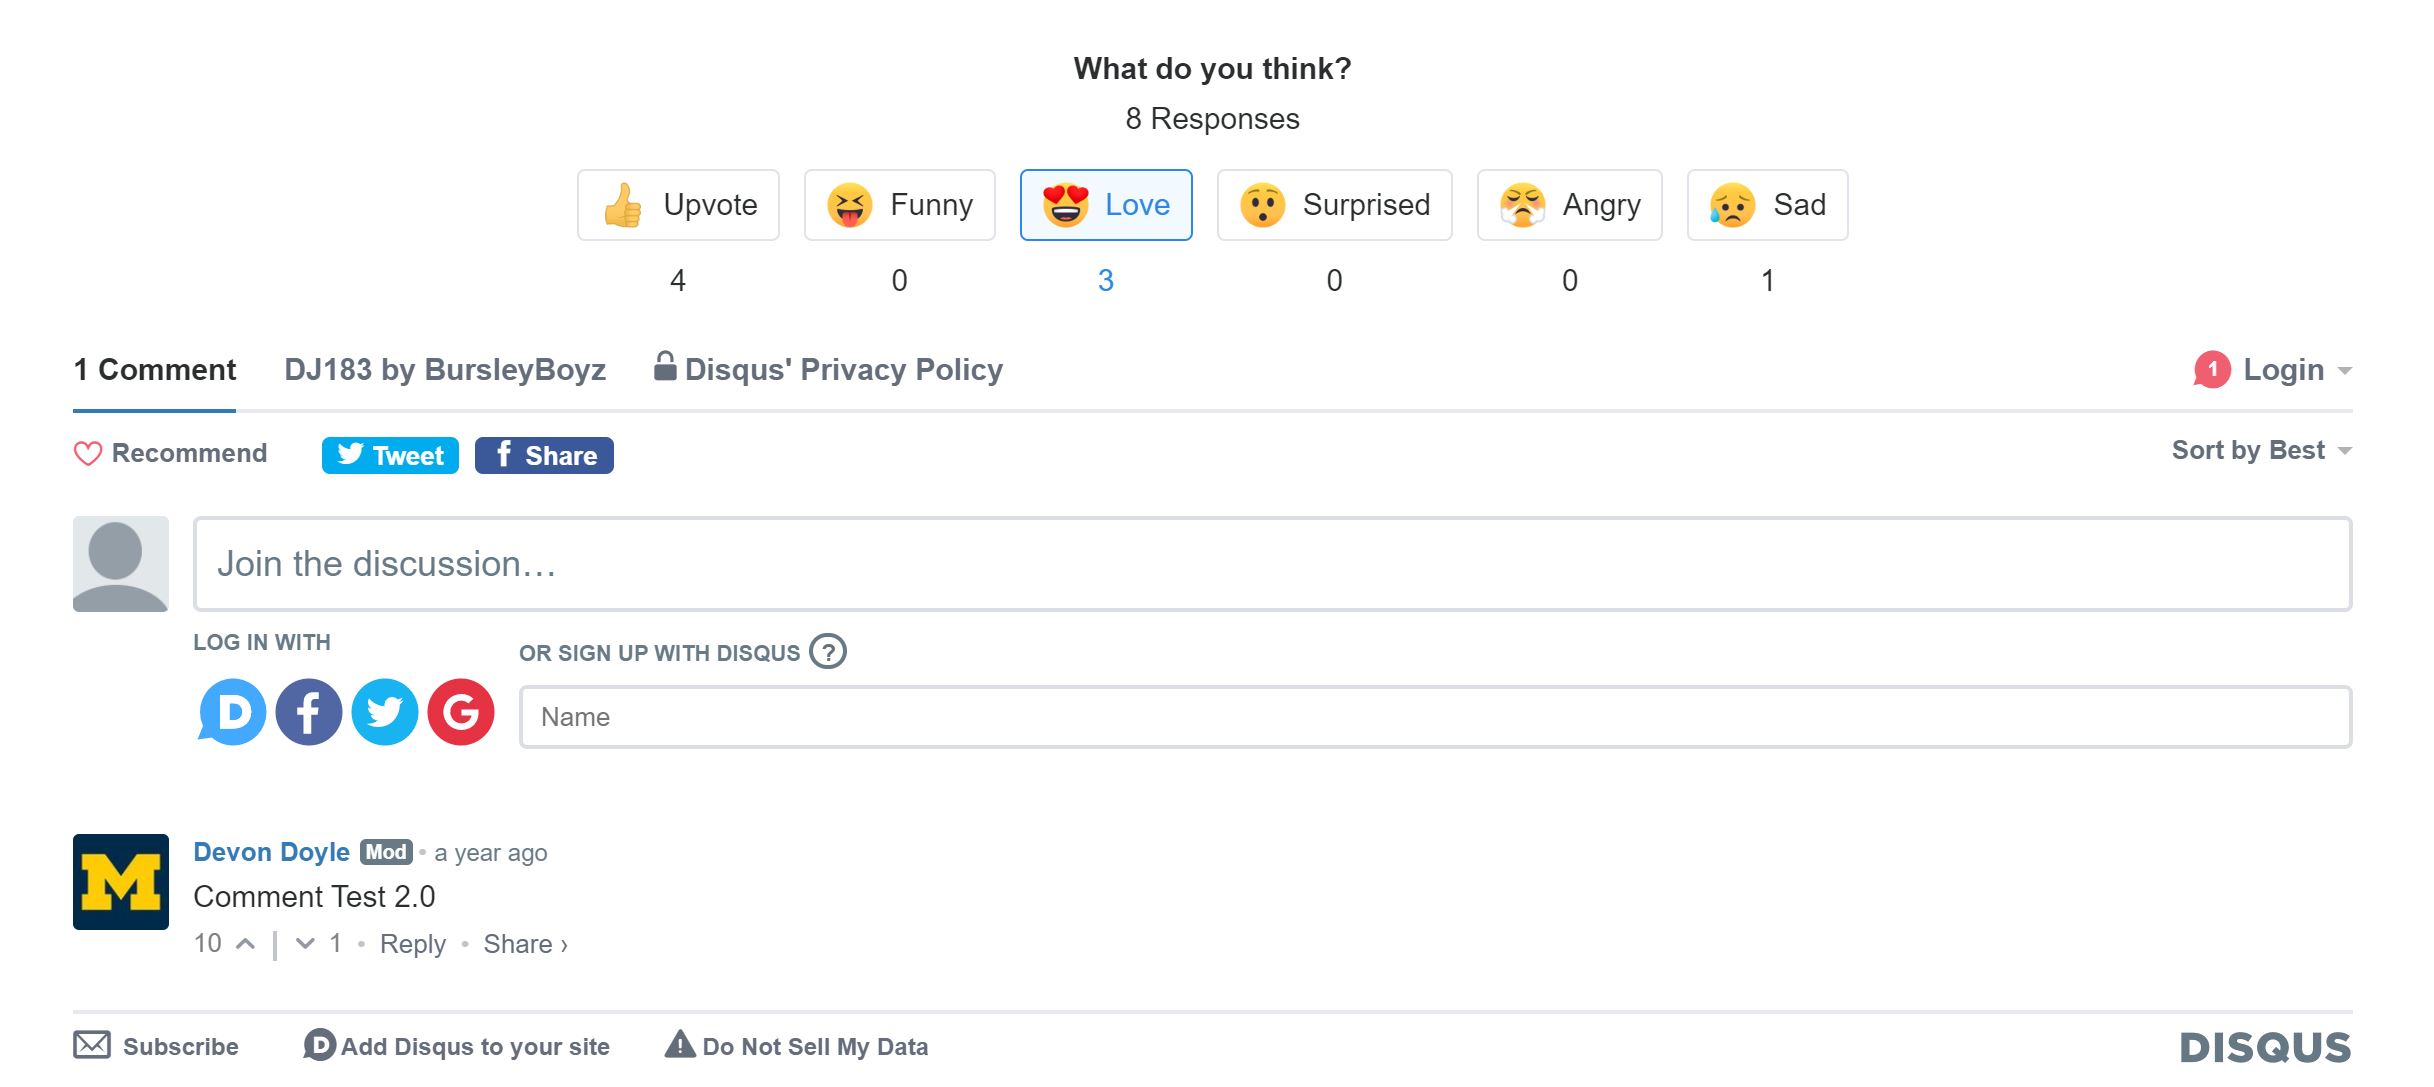 What do you think?
8 Responses
Upvote Funny Love Surprised Angry Sad
4 0 3 0 0 1
1 Comment DJ183 by BursleyBoyz Disqus' Privacy Policy 1 Login
Recommend Tweet f Share Sort by Best
Join the discussion…
LOG IN WITH
OR SIGN UP WITH DISQUS ?
D f G Name
M
Devon Doyle Mod • a year ago
Comment Test 2.0
10 | 1 • Reply • Share ›
Subscribe D Add Disqus to your site ! Do Not Sell My Data DISQUS